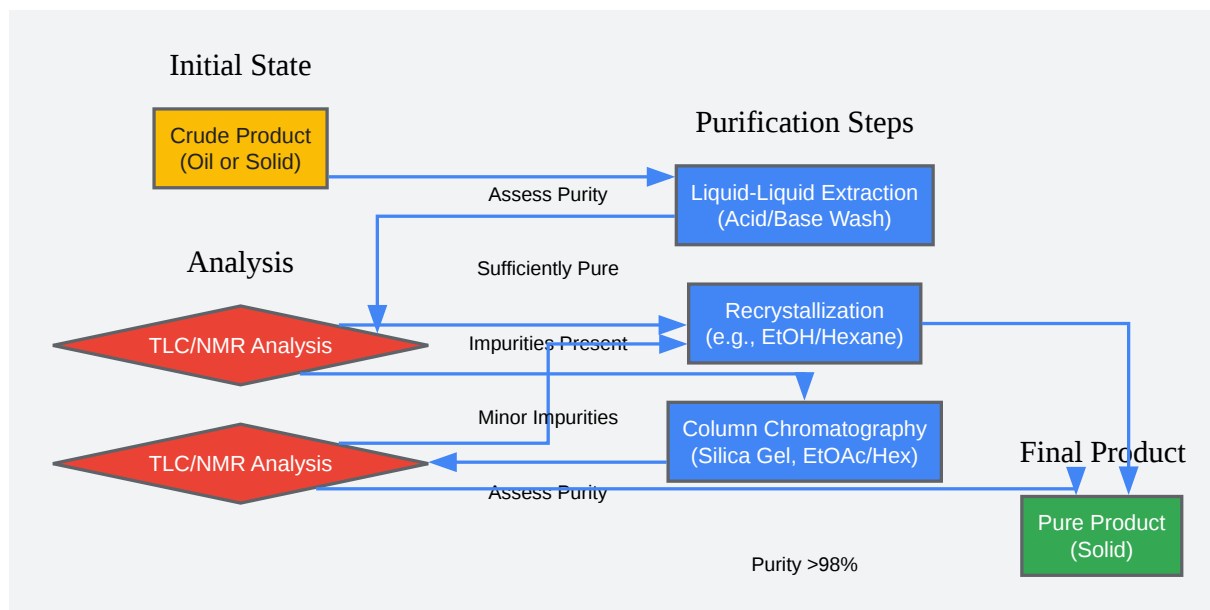 Initial State
Crude Product
(Oil or Solid)
Purification Steps
Assess Purity
Liquid-Liquid Extraction
(Acid/Base Wash)
Analysis
Sufficiently Pure
TLC/NMR Analysis
Impurities Present
Recrystallization
(e.g., EtOH/Hexane)
Minor Impurities
Column Chromatography
(Silica Gel, EtOAc/Hex)
TLC/NMR Analysis
Assess Purity
Final Product
Pure Product
(Solid)
Purity >98%